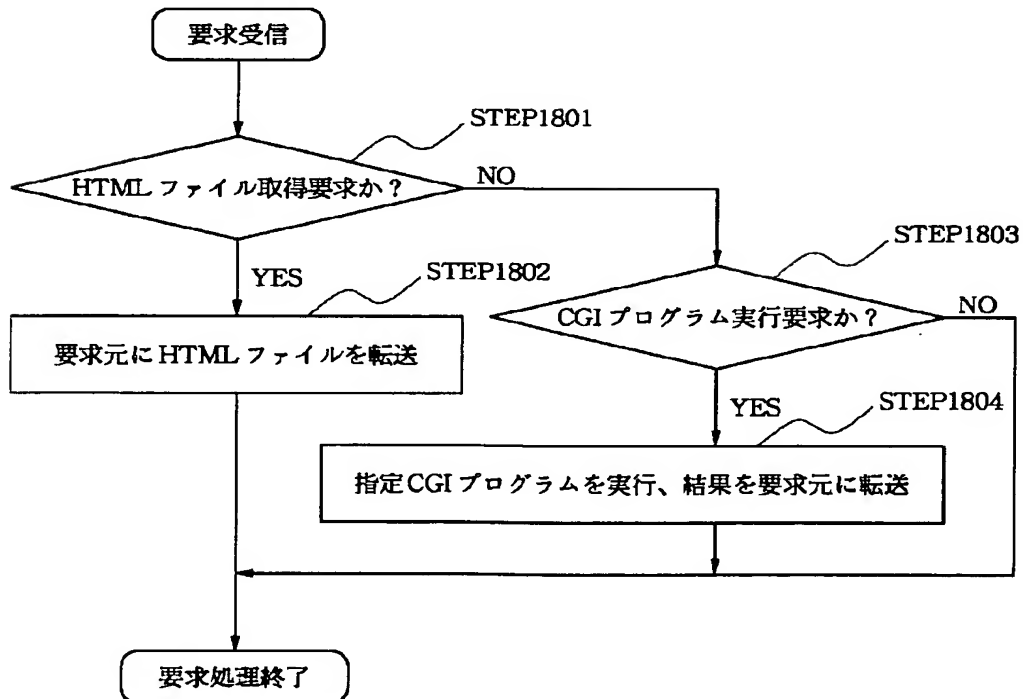 要求受信
STEP1801
HTML ファイル取得要求か?
NO
STEP1803
YES
STEP1802
CGI プログラム実行要求か?
NO
要求元に HTML ファイルを転送
YES
STEP1804
指定CGI プログラムを実行、結果を要求元に転送
要求処理終了